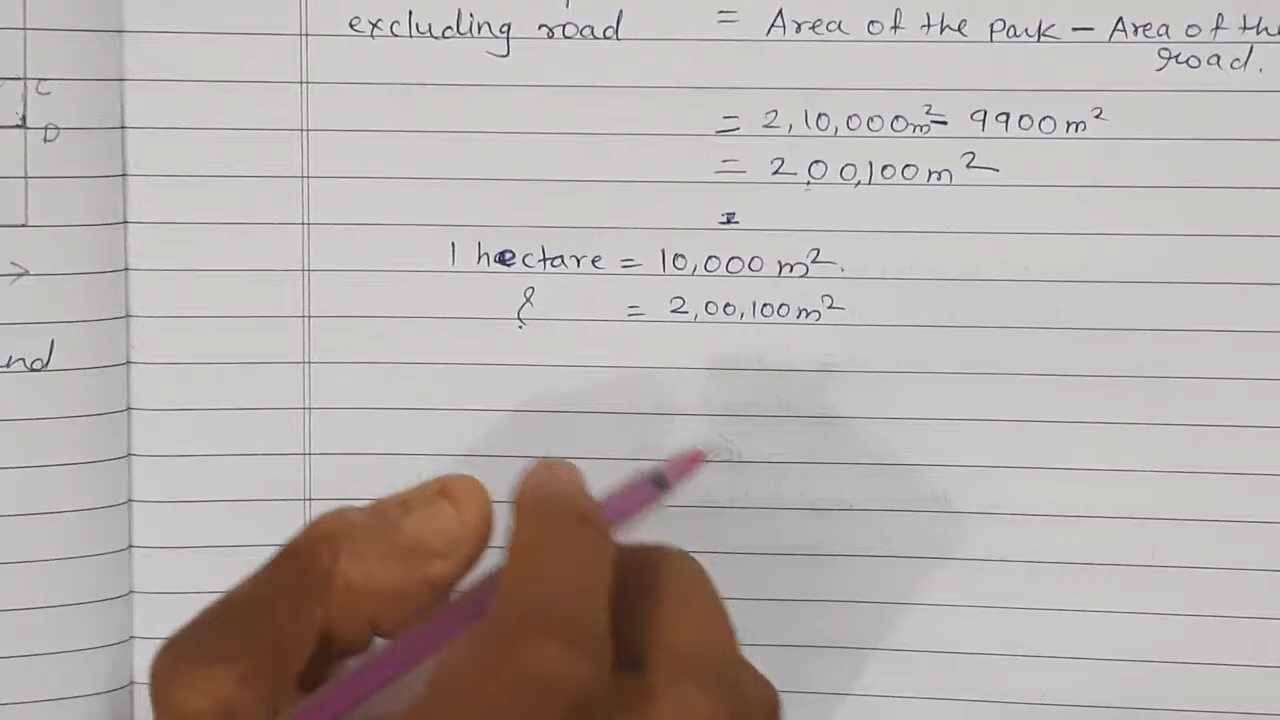 excluding road = Area of the park - Area of the
road.
= 2,10,000m² - 9900m²
= 2,00,100m²
=
1 hectare = 10,000 m².
? = 2,00,100m²
C
D
nd